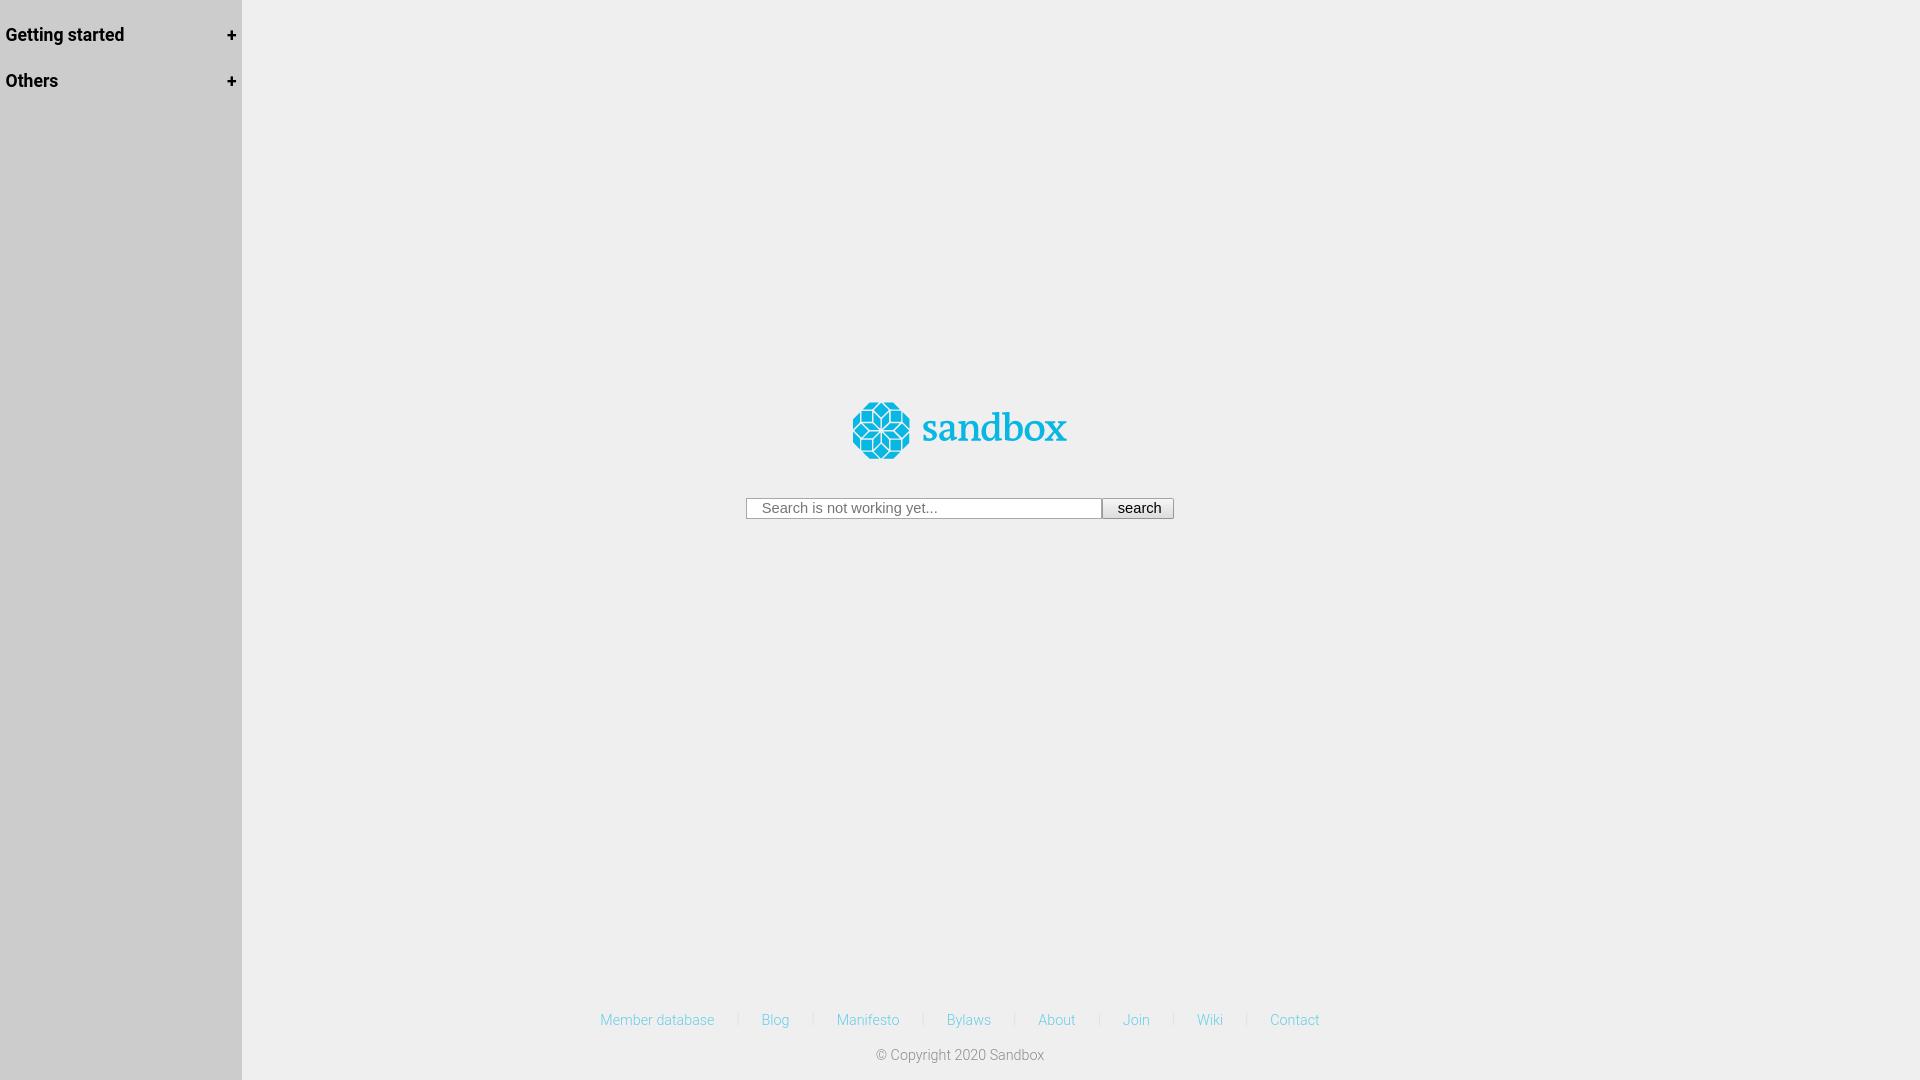 Getting started +
Others +
sandbox
Search is not working yet... search
Member database | Blog | Manifesto | Bylaws | About | Join | Wiki | Contact
© Copyright 2020 Sandbox